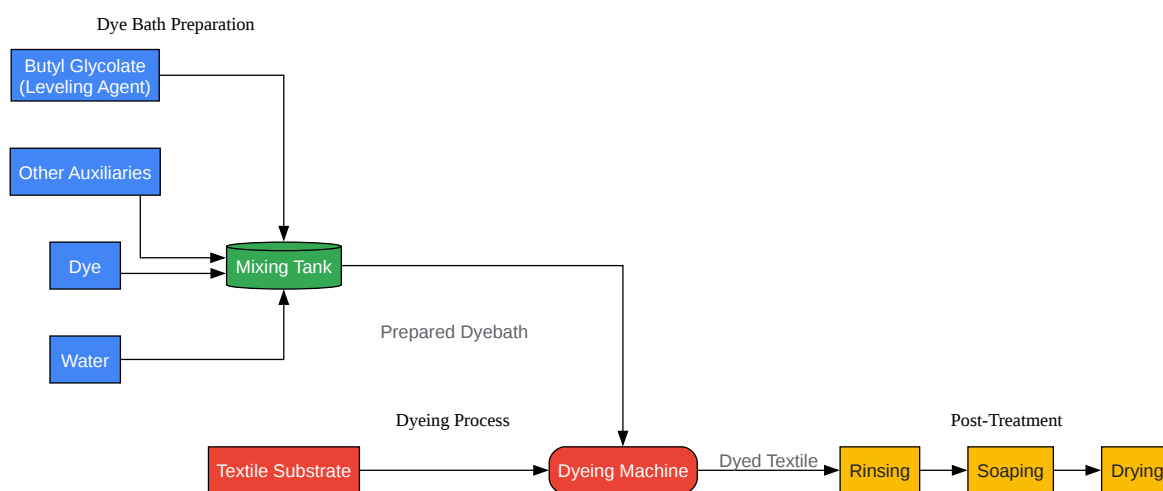 Dye Bath Preparation
Butyl Glycolate
(Leveling Agent)
Other Auxiliaries
Dye
Mixing Tank
Water
Prepared Dyebath
Dyeing Process
Post-Treatment
Textile Substrate
Dyeing Machine
Dyed Textile
Rinsing
Soaping
Drying